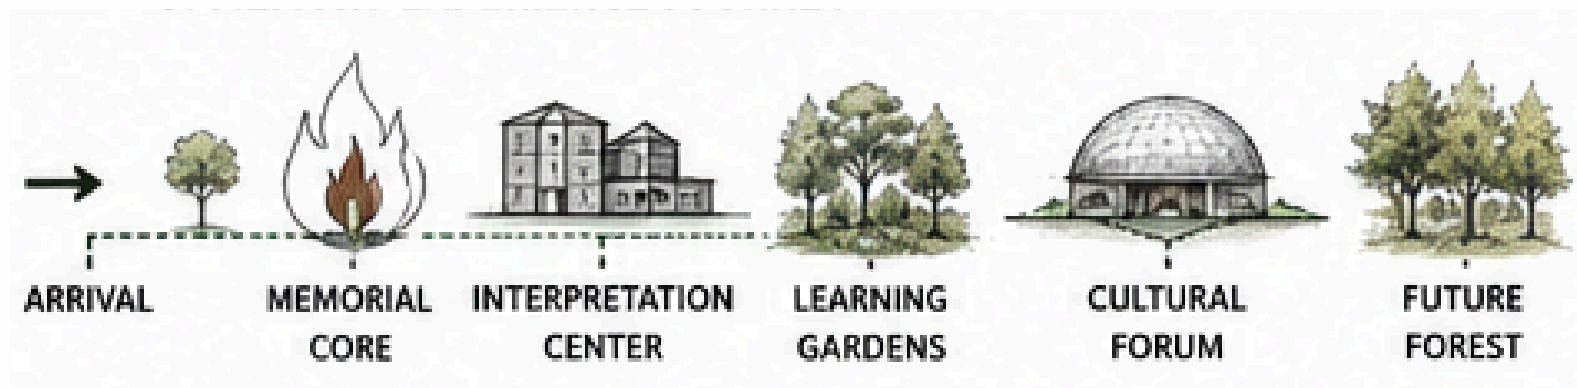 ARRIVAL
MEMORIAL
CORE
INTERPRETATION
CENTER
LEARNING
GARDENS
CULTURAL
FORUM
FUTURE
FOREST